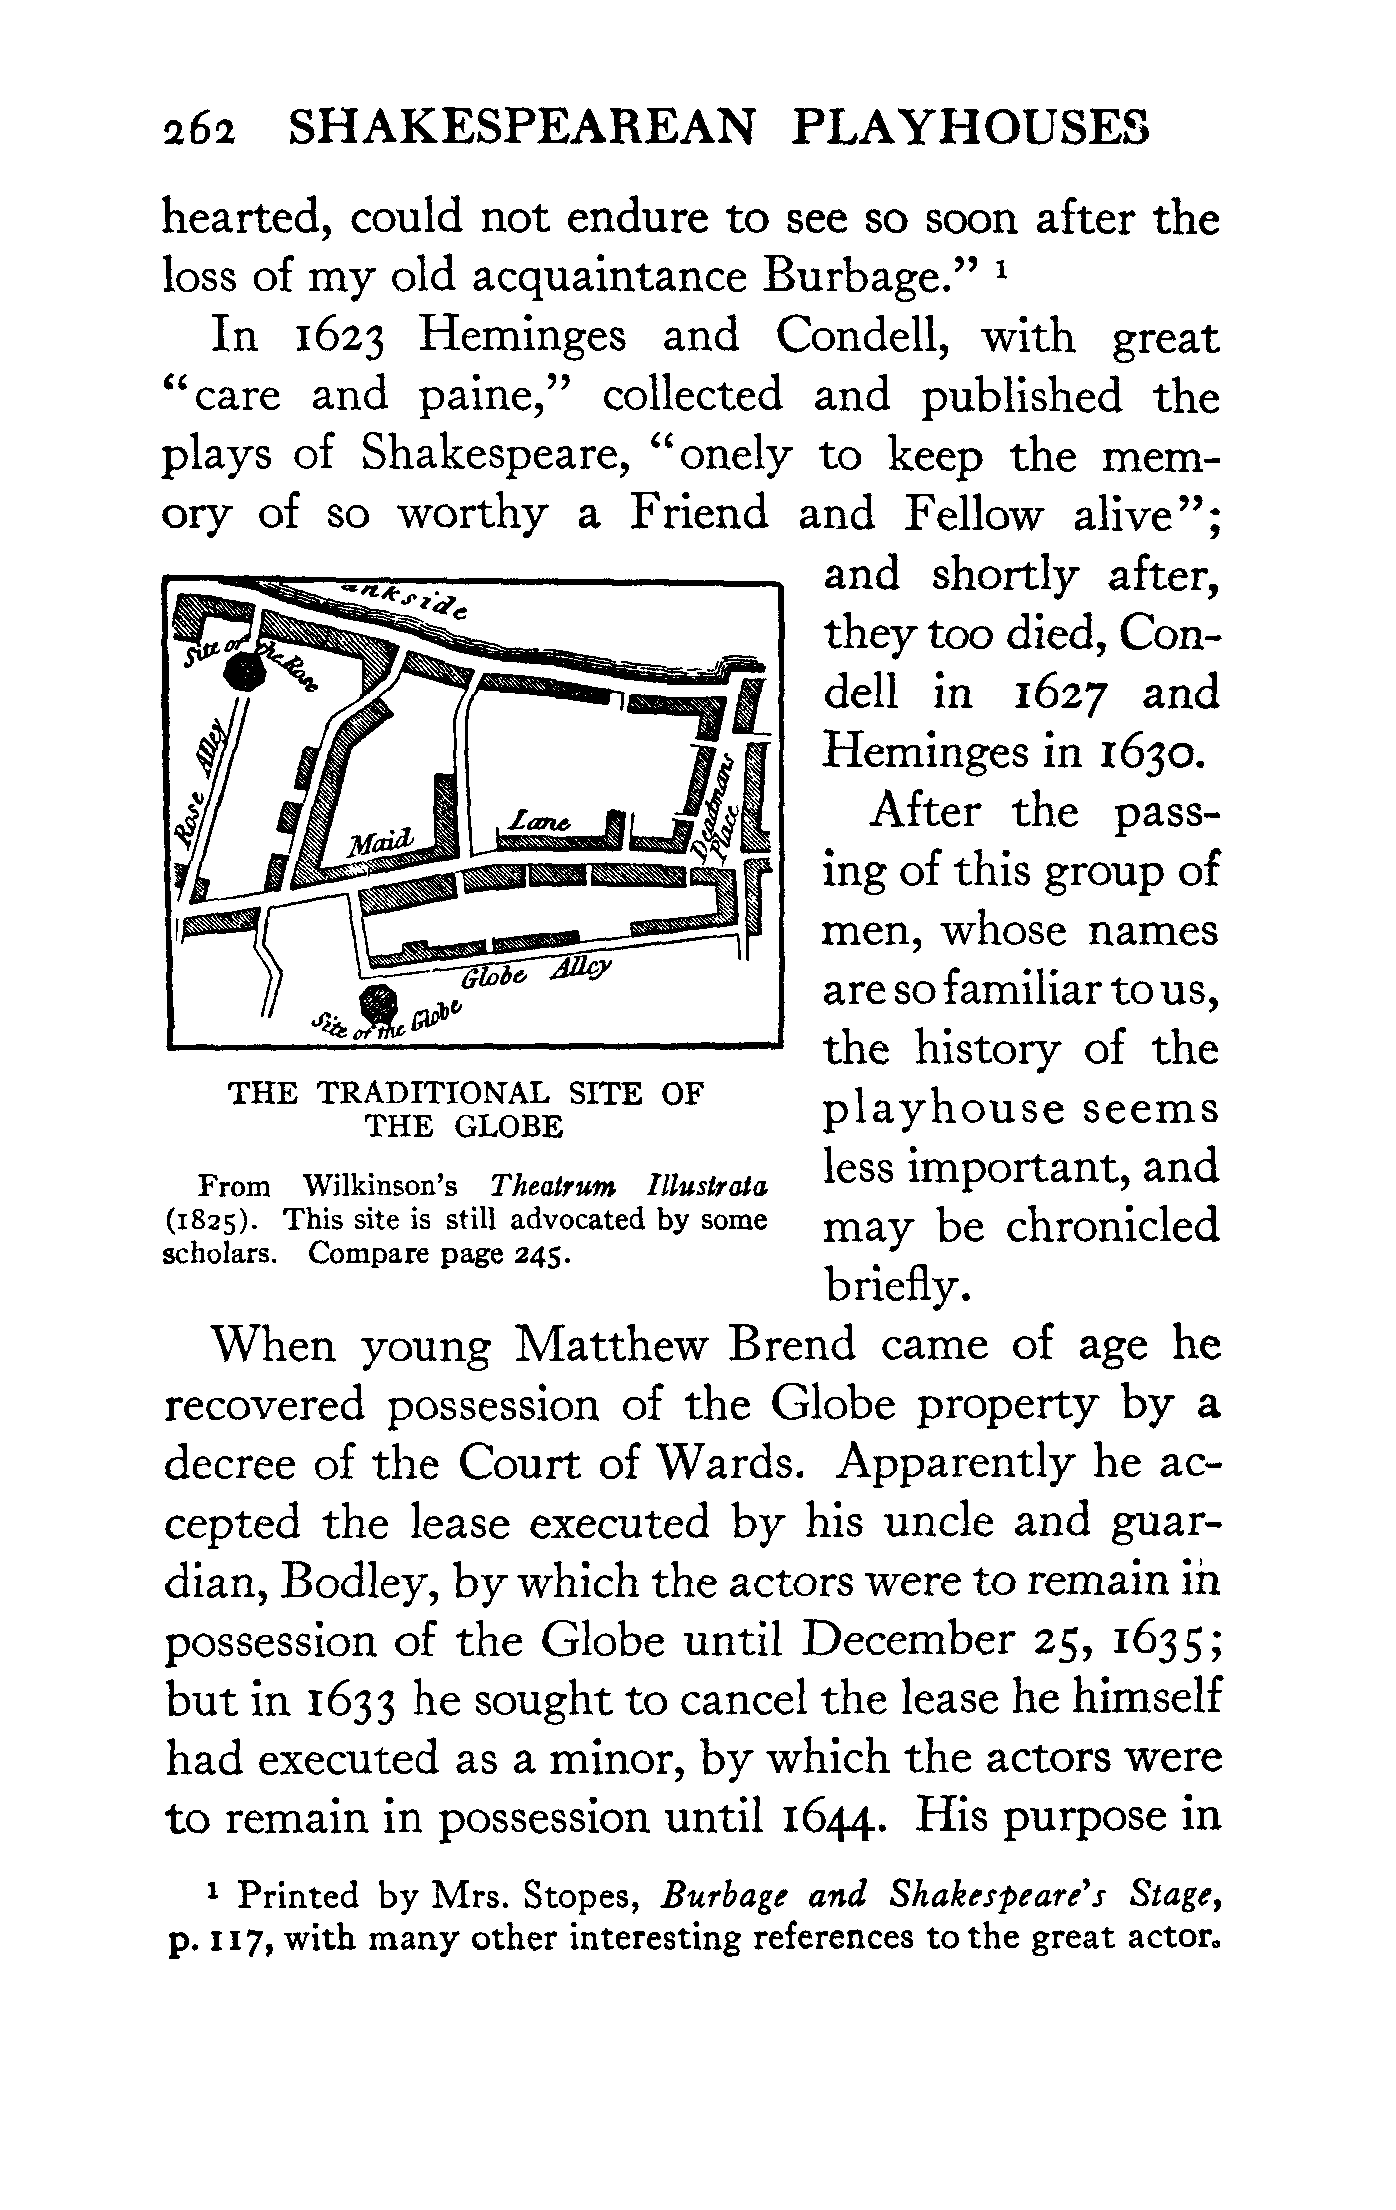 262 SHAKESPEAREAN PLAYHOUSES
hearted, could not endure to see so soon after the
loss of my old acquaintance Burbage.” ¹
In 1623 Heminges and Condell, with great
“care and paine,” collected and published the
plays of Shakespeare, “onely to keep the mem-
ory of so worthy a Friend and Fellow alive”;
and shortly after,
they too died, Con-
dell in 1627 and
Heminges in 1630.
After the pass-
ing of this group of
men, whose names
are so familiar to us,
the history of the
playhouse seems
less important, and
may be chronicled
briefly.
ankside
Site of the Rose
Rose Alley
Maid Lane
Deadmans
Place
Globe Alley
Site of the Globe
THE TRADITIONAL SITE OF
THE GLOBE
From Wilkinson’s Theatrum Illustrata
(1825). This site is still advocated by some
scholars. Compare page 245.
When young Matthew Brend came of age he
recovered possession of the Globe property by a
decree of the Court of Wards. Apparently he ac-
cepted the lease executed by his uncle and guar-
dian, Bodley, by which the actors were to remain in
possession of the Globe until December 25, 1635;
but in 1633 he sought to cancel the lease he himself
had executed as a minor, by which the actors were
to remain in possession until 1644. His purpose in
¹ Printed by Mrs. Stopes, Burbage and Shakespeare’s Stage,
p. 117, with many other interesting references to the great actor.